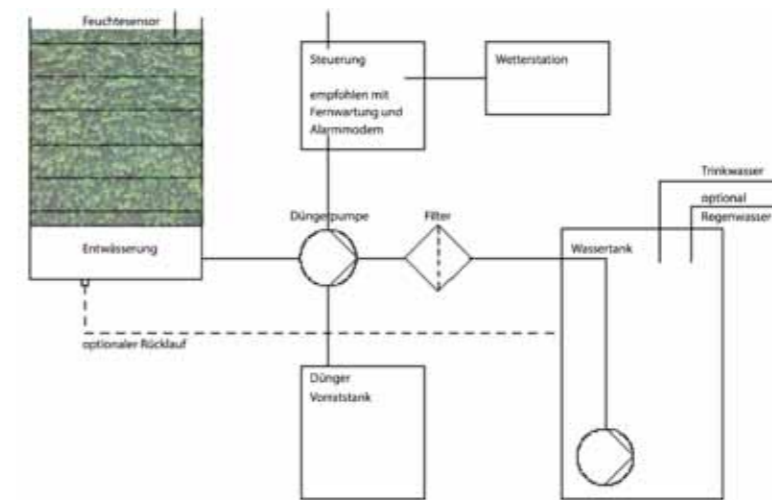 Feuchtesensor
Steuerung
empfohlen mit
Fernwartung und
Alarmmodem
Wetterstation
Trinkwasser
optional
Regenwasser
Düngerpumpe
Filter
Wassertank
Entwässerung
optionaler Rücklauf
Dünger
Vorratstank